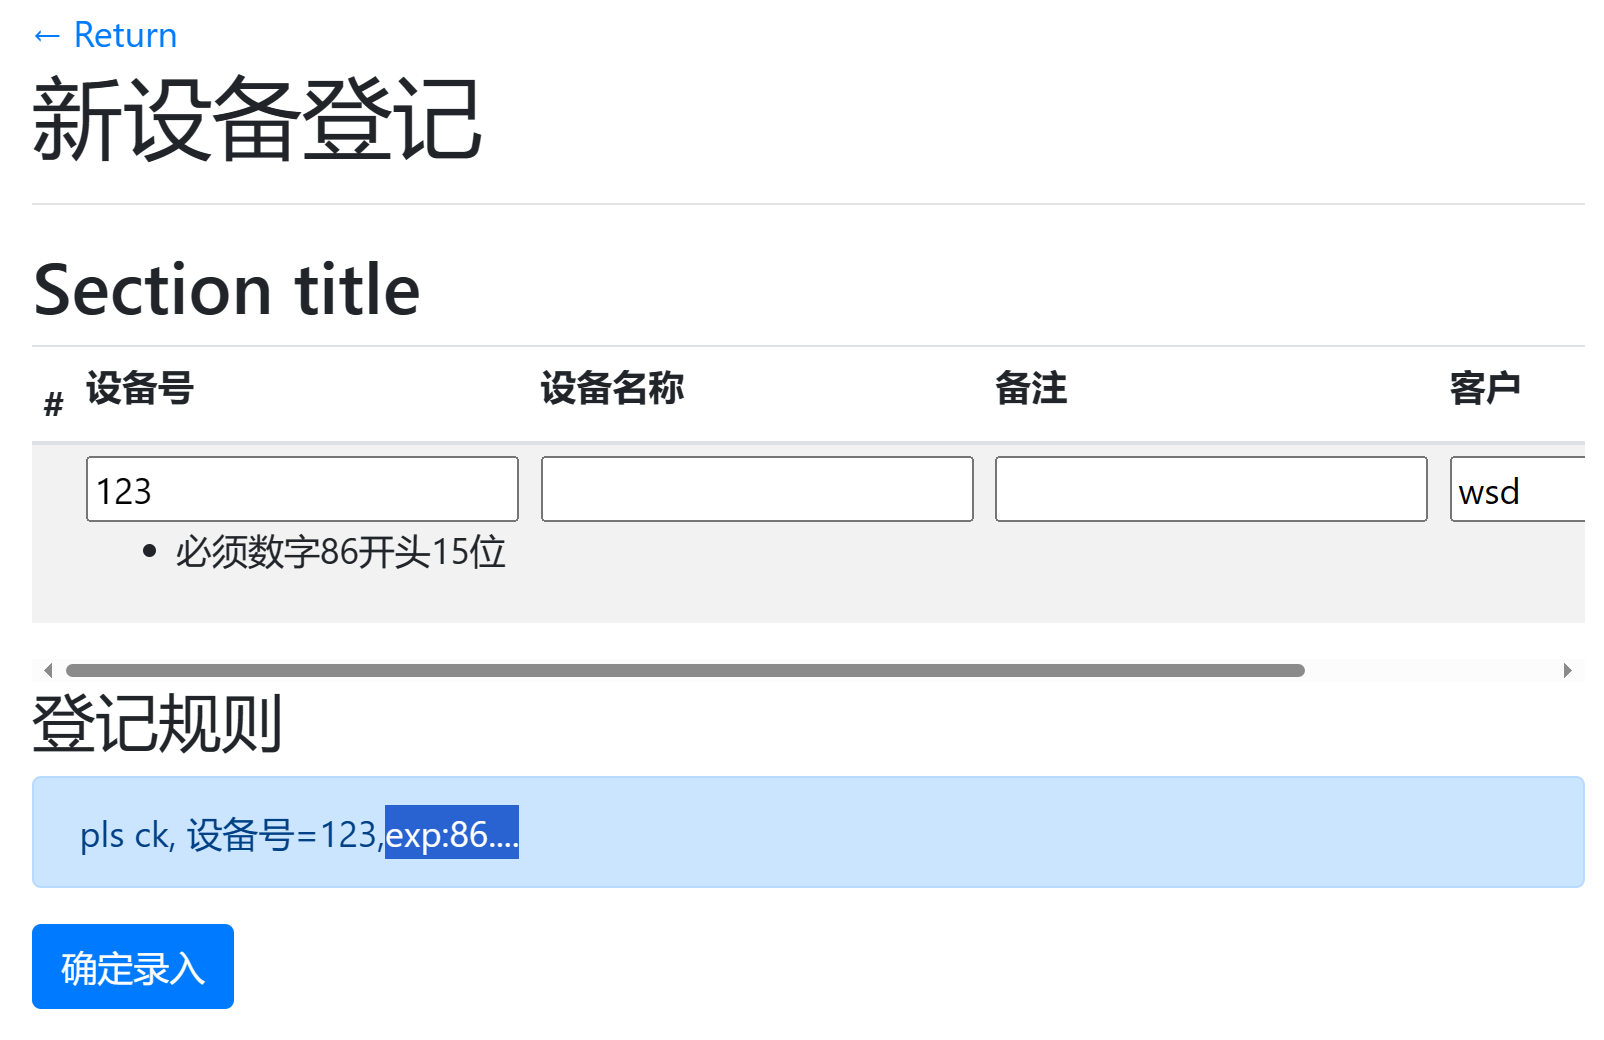 ← Return
新设备登记
Section title
# 设备号 设备名称 备注 客户
123 wsd
• 必须数字86开头15位
登记规则
pls ck, 设备号=123,exp:86....
确定录入